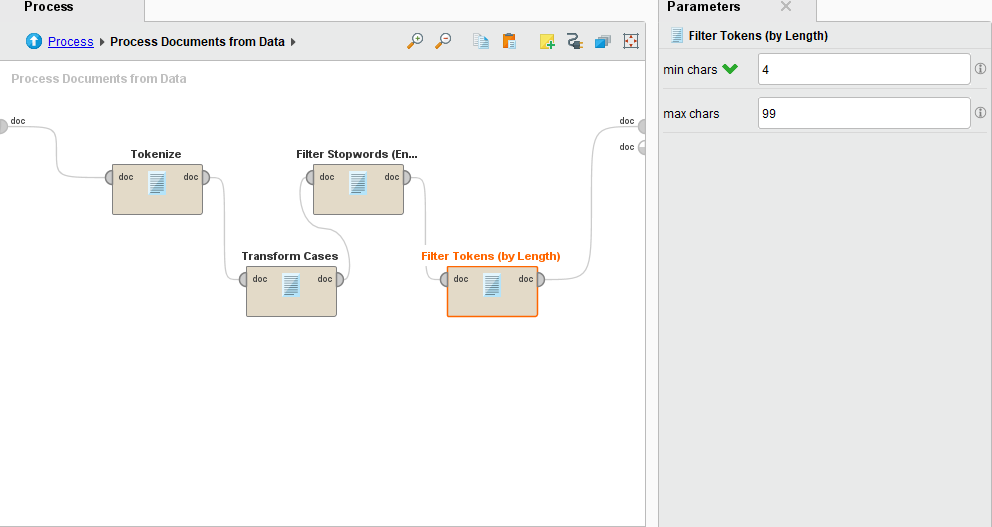 Process
Process Documents from Data
Process Documents from Data
doc
Tokenize
doc doc
Transform Cases
doc doc
Filter Stopwords (En...
doc doc
Filter Tokens (by Length)
doc doc
doc
doc
Parameters
Filter Tokens (by Length)
min chars 4
max chars 99